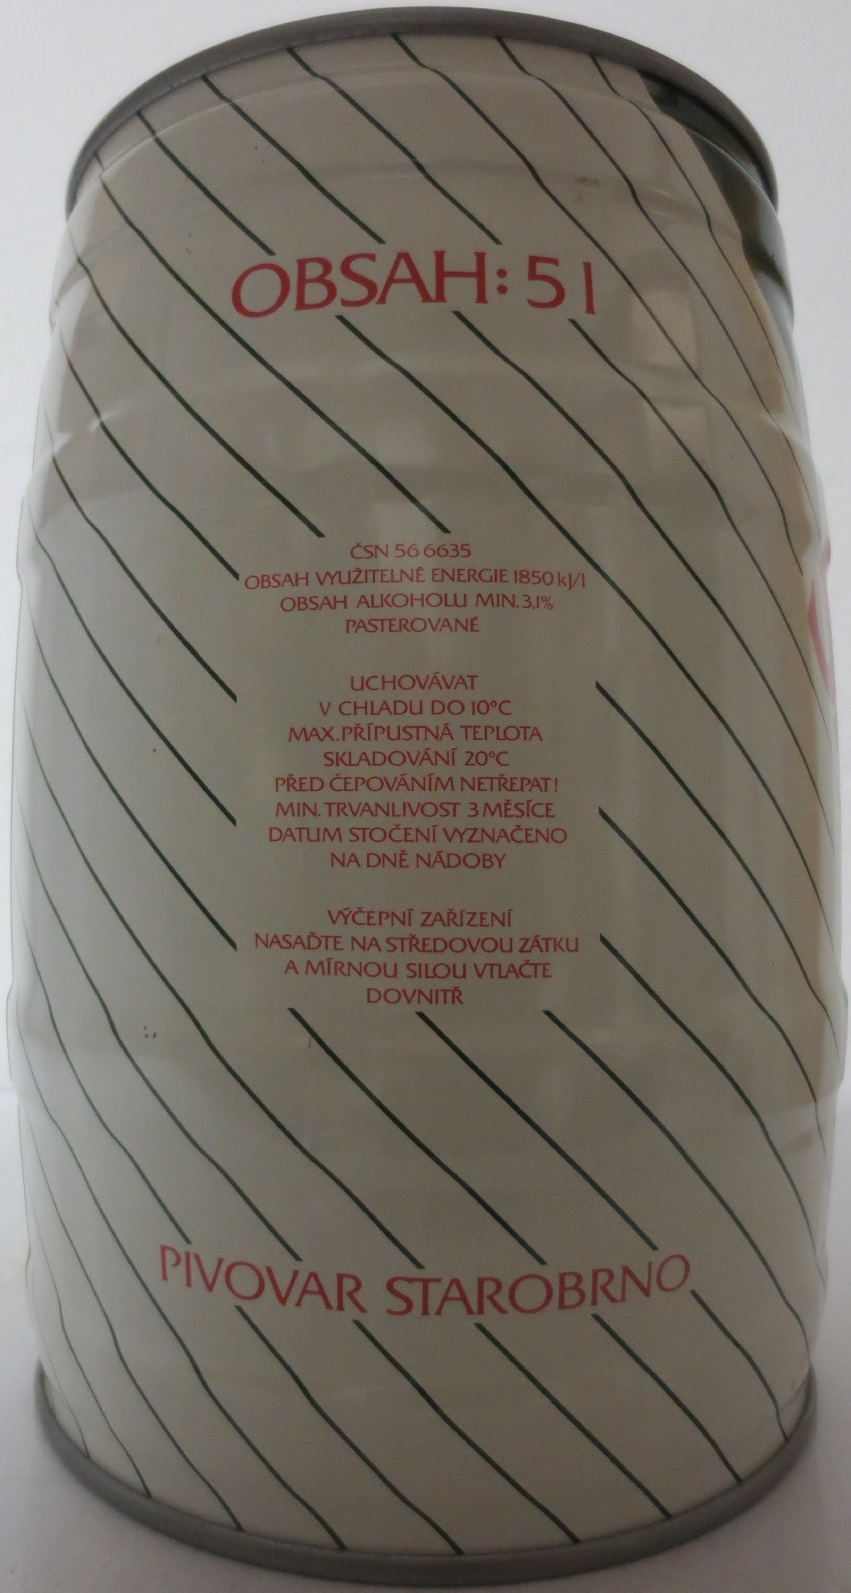 OBSAH: 5 l
ČSN 56 6635
OBSAH VYUŽITELNÉ ENERGIE 1850 kJ/l
OBSAH ALKOHOLU MIN. 3,1%
PASTEROVANÉ
UCHOVÁVAT
V CHLADU DO 10°C
MAX. PŘÍPUSTNÁ TEPLOTA
SKLADOVÁNÍ 20°C
PŘED ČEPOVÁNÍM NETŘEPAT!
MIN. TRVANLIVOST 3 MĚSÍCE
DATUM STOČENÍ VYZNAČENO
NA DNĚ NÁDOBY
VÝČEPNÍ ZAŘÍZENÍ
NASAĎTE NA STŘEDOVOU ZÁTKU
A MÍRNOU SILOU VTLAČTE
DOVNITŘ
PIVOVAR STAROBRNO